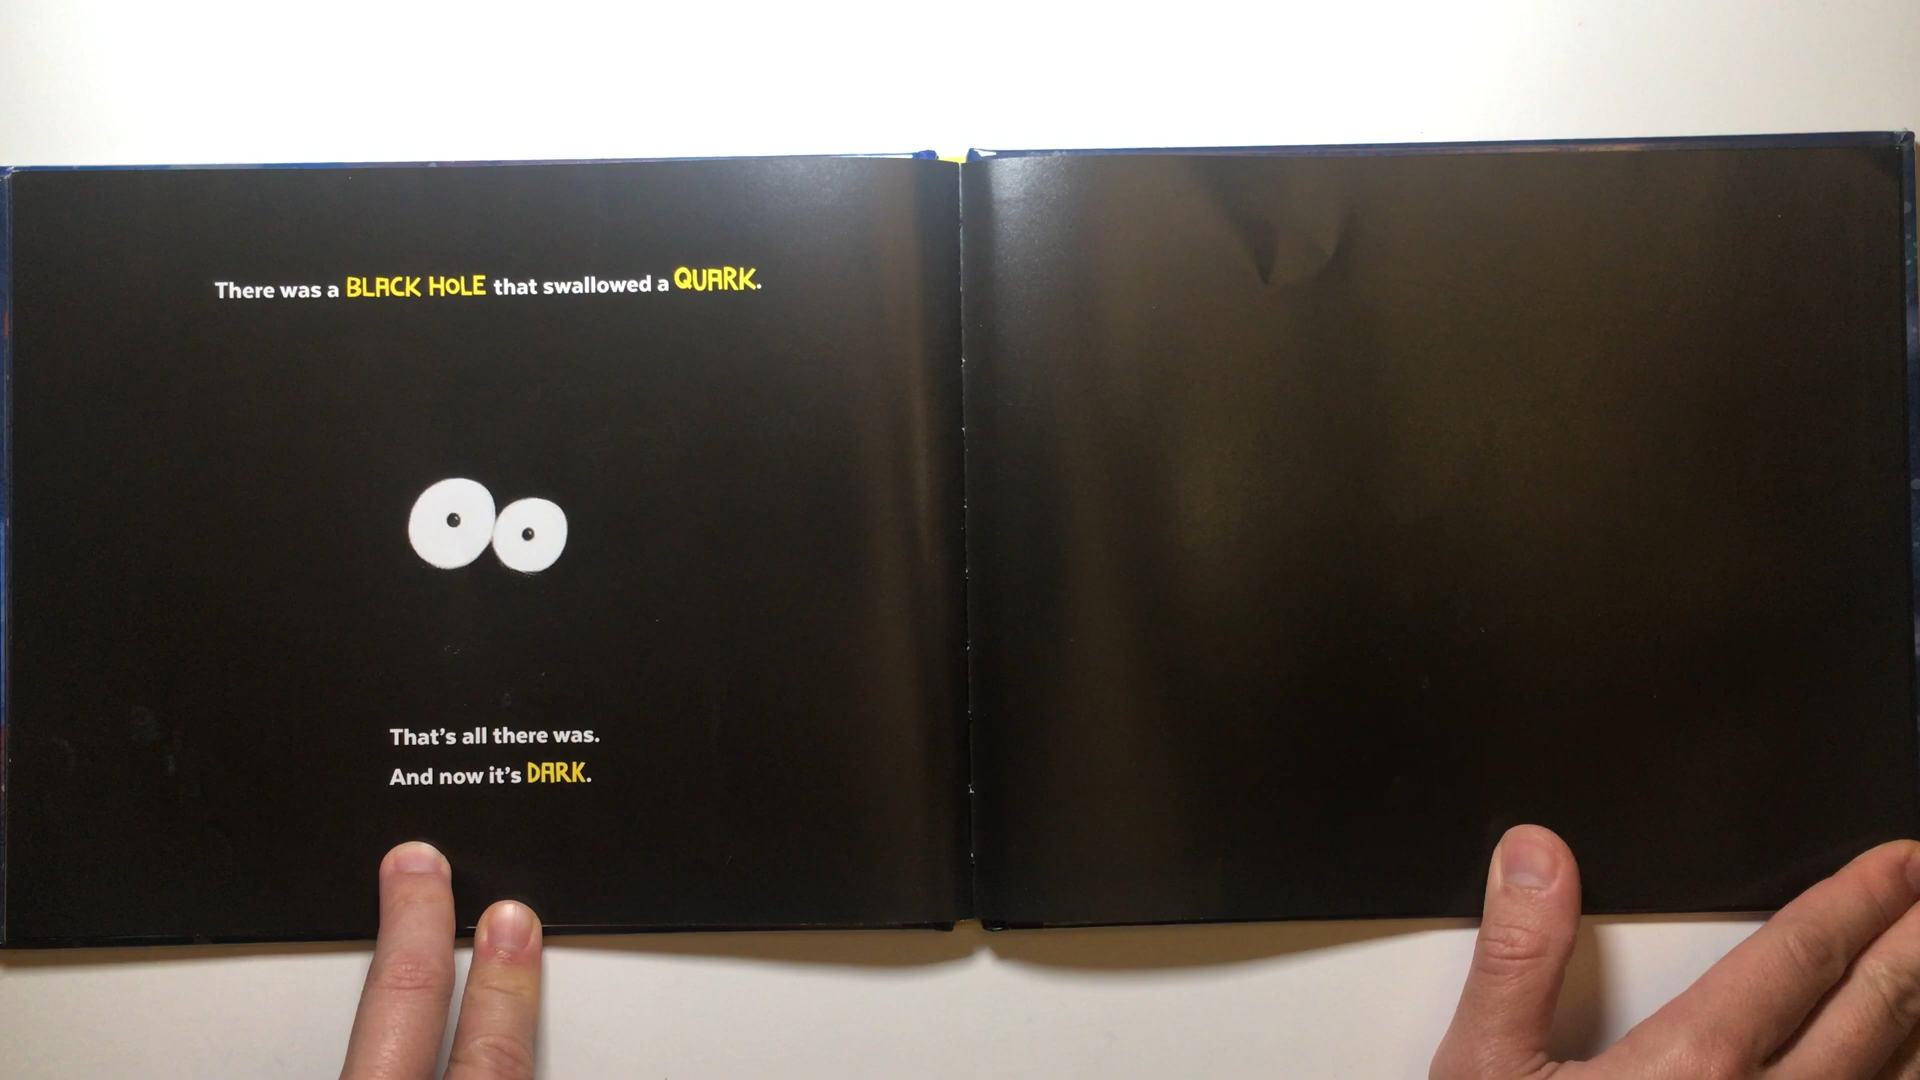 There was a BLACK HOLE that swallowed a QUARK.
That's all there was.
And now it's DARK.